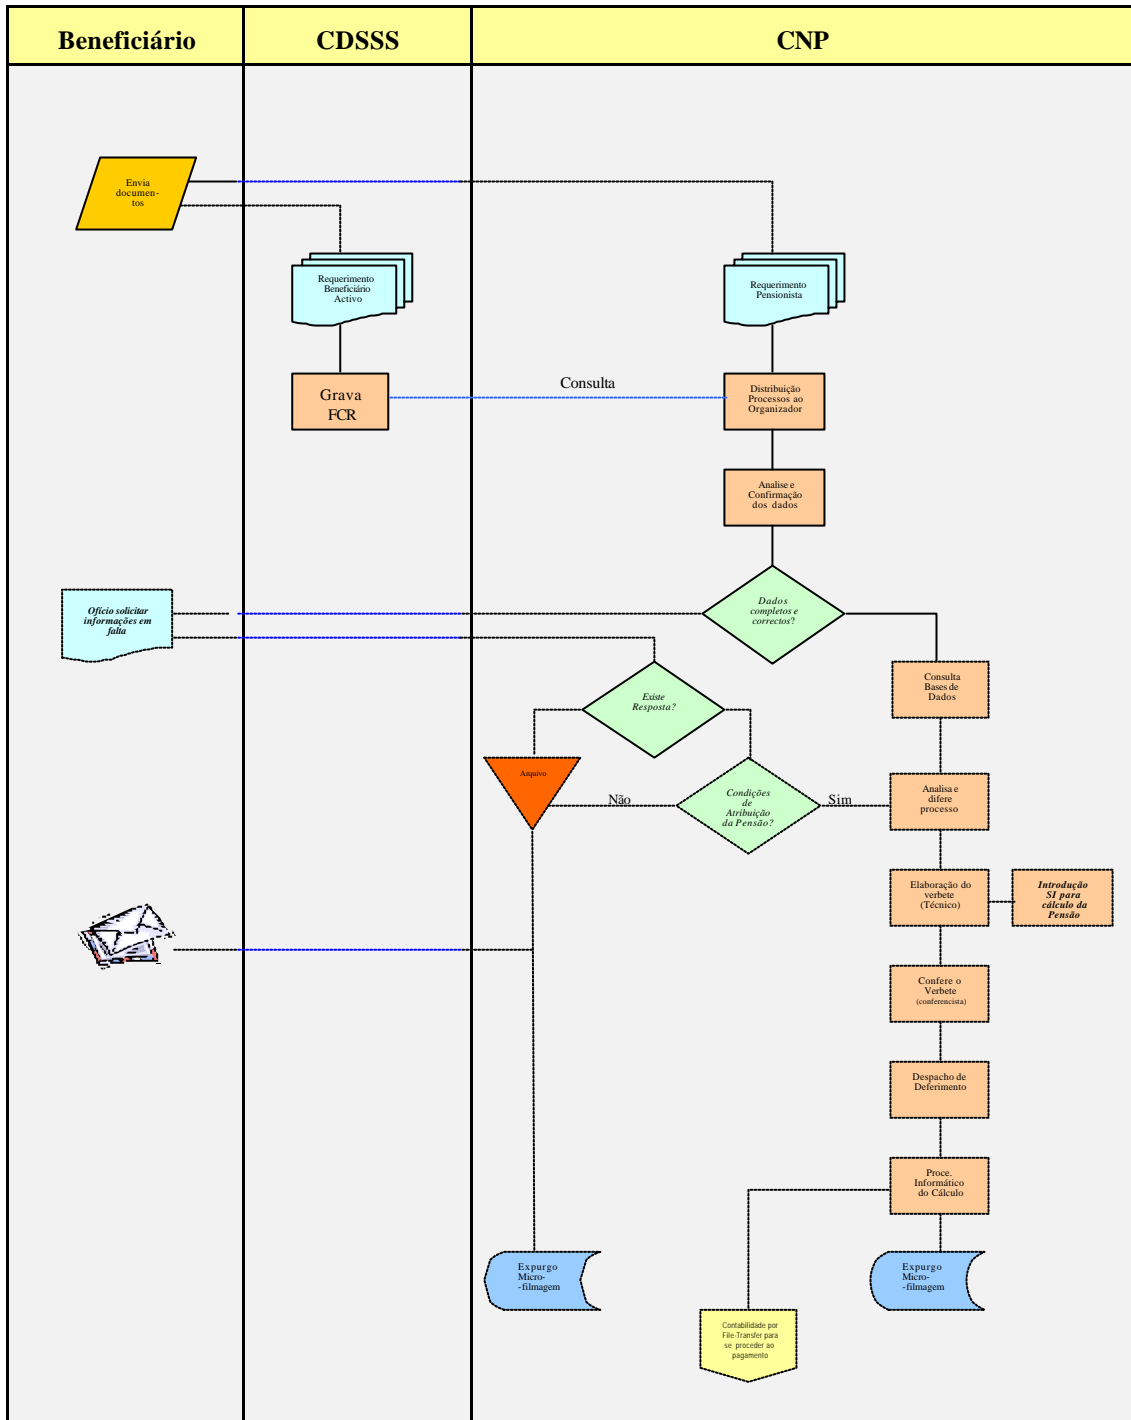 Beneficiário
CDSSS
CNP
Envia
documen-
tos
Requerimento
Beneficiário
Activo
Requerimento
Pensionista
Grava
FCR
Consulta
Distribuição
Processos ao
Organizador
Analise e
Confirmação
dos dados
Ofício solicitar
informações em
falta
Dados
completos e
correctos?
Existe
Resposta?
Consulta
Bases de
Dados
Arquivo
Não
Condições
de
Atribuição
da Pensão?
Sim
Analisa e
difere
processo
Elaboração do
verbete
(Técnico)
Introdução
SI para
cálculo da
Pensão
Confere o
Verbete
(conferencista)
Despacho de
Deferimento
Proce.
Informático
do Cálculo
Expurgo
Micro-
-filmagem
Expurgo
Micro-
-filmagem
Contabilidade por
File-Transfer para
se proceder ao
pagamento